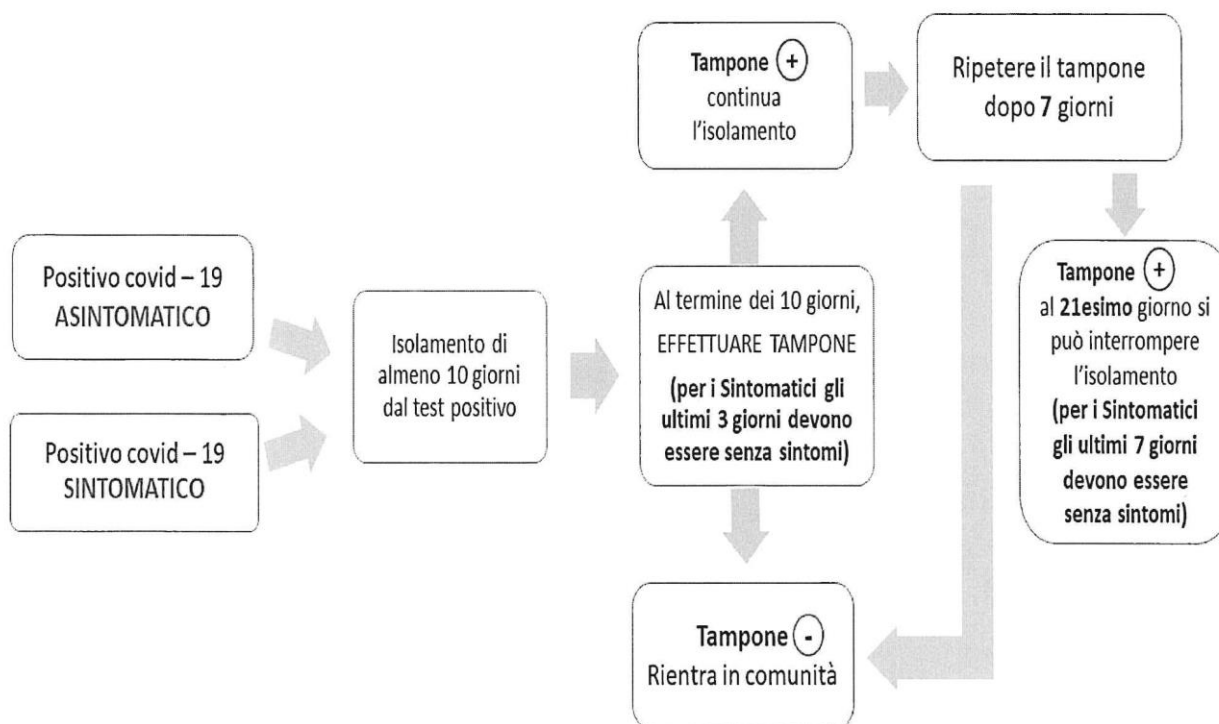 Positivo covid – 19
ASINTOMATICO
Positivo covid – 19
SINTOMATICO
Isolamento di
almeno 10 giorni
dal test positivo
Al termine dei 10 giorni,
EFFETTUARE TAMPONE
(per i Sintomatici gli
ultimi 3 giorni devono
essere senza sintomi)
Tampone +
continua
l'isolamento
Ripetere il tampone
dopo 7 giorni
Tampone +
al 21esimo giorno si
può interrompere
l'isolamento
(per i Sintomatici
gli ultimi 7 giorni
devono essere
senza sintomi)
Tampone -
Rientra in comunità